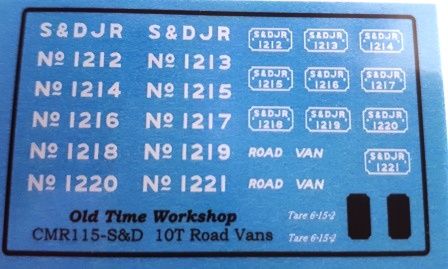 S&DJR S&DJR
Nº 1212 Nº 1213
Nº 1214 Nº 1215
Nº 1216 Nº 1217
Nº 1218 Nº 1219
Nº 1220 Nº 1221
S&DJR 1212 S&DJR 1213 S&DJR 1214
S&DJR 1215 S&DJR 1216 S&DJR 1217
S&DJR 1218 S&DJR 1219 S&DJR 1220
ROAD VAN S&DJR 1221
ROAD VAN
Old Time Workshop
CMR115-S&D 10T Road Vans
Tare 6-15-2
Tare 6-15-2